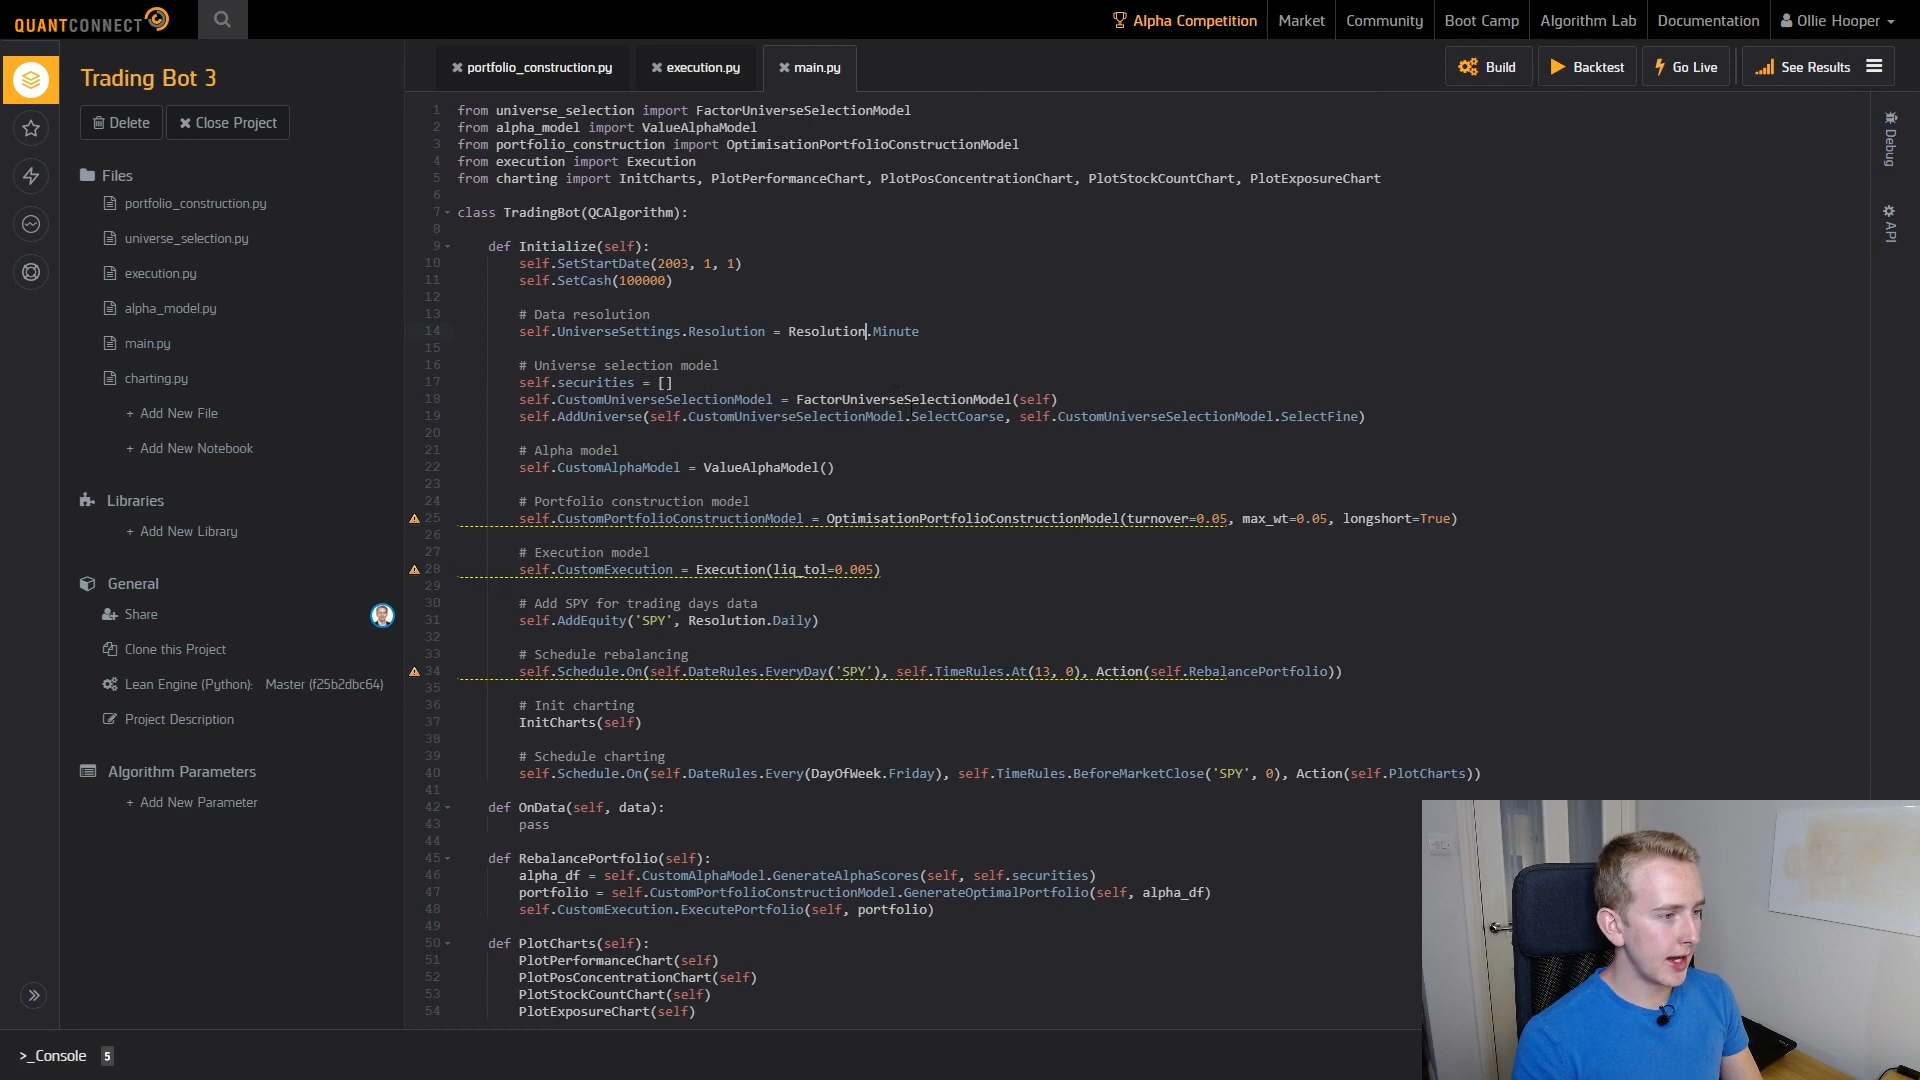 QUANTCONNECT
Alpha Competition
Market
Community
Boot Camp
Algorithm Lab
Documentation
Ollie Hooper
Trading Bot 3
Delete
Close Project
Files
portfolio_construction.py
universe_selection.py
execution.py
alpha_model.py
main.py
charting.py
+ Add New File
+ Add New Notebook
Libraries
+ Add New Library
General
Share
Clone this Project
Lean Engine (Python): Master (f25b2dbc64)
Project Description
Algorithm Parameters
+ Add New Parameter
portfolio_construction.py
execution.py
main.py
Build
Backtest
Go Live
See Results
1 from universe_selection import FactorUniverseSelectionModel
2 from alpha_model import ValueAlphaModel
3 from portfolio_construction import OptimisationPortfolioConstructionModel
4 from execution import Execution
5 from charting import InitCharts, PlotPerformanceChart, PlotPosConcentrationChart, PlotStockCountChart, PlotExposureChart
6
7 class TradingBot(QCAlgorithm):
8
9 def Initialize(self):
10 self.SetStartDate(2003, 1, 1)
11 self.SetCash(100000)
12
13 # Data resolution
14 self.UniverseSettings.Resolution = Resolution.Minute
15
16 # Universe selection model
17 self.securities = []
18 self.CustomUniverseSelectionModel = FactorUniverseSelectionModel(self)
19 self.AddUniverse(self.CustomUniverseSelectionModel.SelectCoarse, self.CustomUniverseSelectionModel.SelectFine)
20
21 # Alpha model
22 self.CustomAlphaModel = ValueAlphaModel()
23
24 # Portfolio construction model
25 self.CustomPortfolioConstructionModel = OptimisationPortfolioConstructionModel(turnover=0.05, max_wt=0.05, longshort=True)
26
27 # Execution model
28 self.CustomExecution = Execution(liq_tol=0.005)
29
30 # Add SPY for trading days data
31 self.AddEquity('SPY', Resolution.Daily)
32
33 # Schedule rebalancing
34 self.Schedule.On(self.DateRules.EveryDay('SPY'), self.TimeRules.At(13, 0), Action(self.RebalancePortfolio))
35
36 # Init charting
37 InitCharts(self)
38
39 # Schedule charting
40 self.Schedule.On(self.DateRules.Every(DayOfWeek.Friday), self.TimeRules.BeforeMarketClose('SPY', 0), Action(self.PlotCharts))
41
42 def OnData(self, data):
43 pass
44
45 def RebalancePortfolio(self):
46 alpha_df = self.CustomAlphaModel.GenerateAlphaScores(self, self.securities)
47 portfolio = self.CustomPortfolioConstructionModel.GenerateOptimalPortfolio(self, alpha_df)
48 self.CustomExecution.ExecutePortfolio(self, portfolio)
49
50 def PlotCharts(self):
51 PlotPerformanceChart(self)
52 PlotPosConcentrationChart(self)
53 PlotStockCountChart(self)
54 PlotExposureChart(self)
Debug
API
>_Console 5